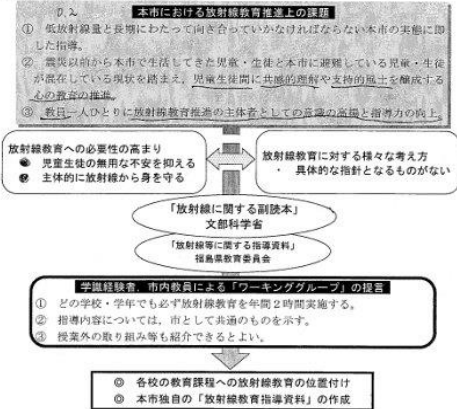 P.2
本市における放射線教育推進上の課題
① 低放射線量と長期にわたって向き合っていかなければならない本市の実態に即
した指導。
② 震災以前から本市で生活してきた児童・生徒と本市に避難している児童・生徒
が混在している現状を踏まえ、児童生徒間に共感的理解や支持的風土を醸成する
心の教育の推進。
③ 教員一人ひとりに放射線教育推進の主体者としての意識の高揚と指導力の向上。
放射線教育への必要性の高まり
● 児童生徒の無用な不安を抑える
● 主体的に放射線から身を守る
放射線教育に対する様々な考え方
・ 具体的な指針となるものがない
「放射線に関する副読本」
文部科学省
「放射線等に関する指導資料」
福島県教育委員会
学識経験者、市内教員による「ワーキンググループ」の提言
① どの学校・学年でも必ず放射線教育を年間2時間実施する。
② 指導内容については、市として共通のものを示す。
③ 授業外の取り組み等も紹介できるとよい。
◎ 各校の教育課程への放射線教育の位置付け
◎ 本市独自の「放射線教育指導資料」の作成